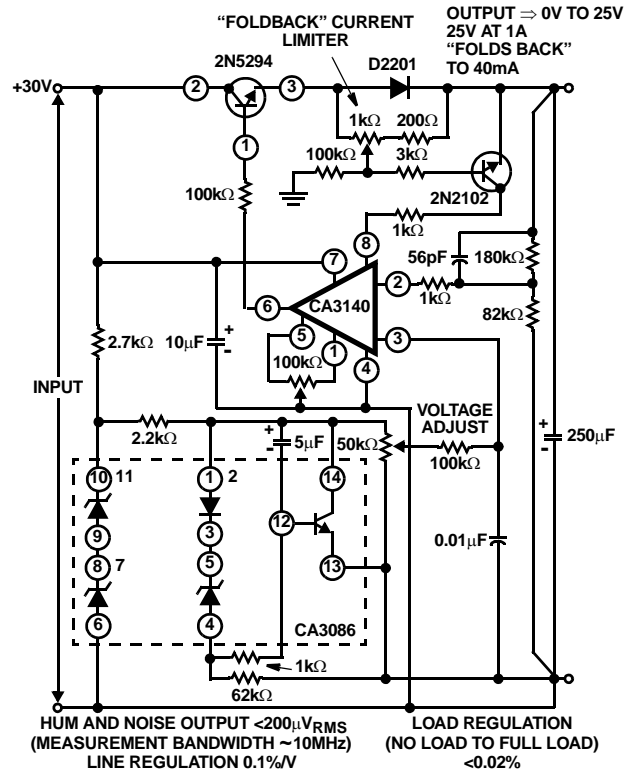 “FOLDBACK” CURRENT
LIMITER
OUTPUT ⇒ 0V TO 25V
25V AT 1A
“FOLDS BACK”
TO 40mA
2N5294
D2201
+30V
2
3
1kΩ
200Ω
1
100kΩ
3kΩ
100kΩ
2N2102
1kΩ
8
7
56pF
180kΩ
2
6
CA3140
1kΩ
5
82kΩ
3
2.7kΩ
10µF
+
-
100kΩ
1
4
INPUT
VOLTAGE
ADJUST
2.2kΩ
+
-
5µF
50kΩ
100kΩ
+
-
250µF
10
11
1
2
14
9
3
12
0.01µF
8
7
5
13
6
4
CA3086
1kΩ
62kΩ
HUM AND NOISE OUTPUT <200µVRMS
(MEASUREMENT BANDWIDTH ~10MHz)
LINE REGULATION 0.1%/V
LOAD REGULATION
(NO LOAD TO FULL LOAD)
<0.02%